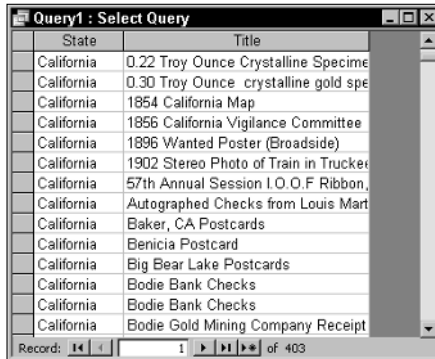 Query1 : Select Query
State Title
California 0.22 Troy Ounce Crystalline Specime
California 0.30 Troy Ounce crystalline gold spe
California 1854 California Map
California 1856 California Vigilance Committee
California 1896 Wanted Poster (Broadside)
California 1902 Stereo Photo of Train in Truckee
California 57th Annual Session I.O.O.F Ribbon,
California Autographed Checks from Louis Mart
California Baker, CA Postcards
California Benicia Postcard
California Big Bear Lake Postcards
California Bodie Bank Checks
California Bodie Bank Checks
California Bodie Gold Mining Company Receipt
Record: 1 of 403